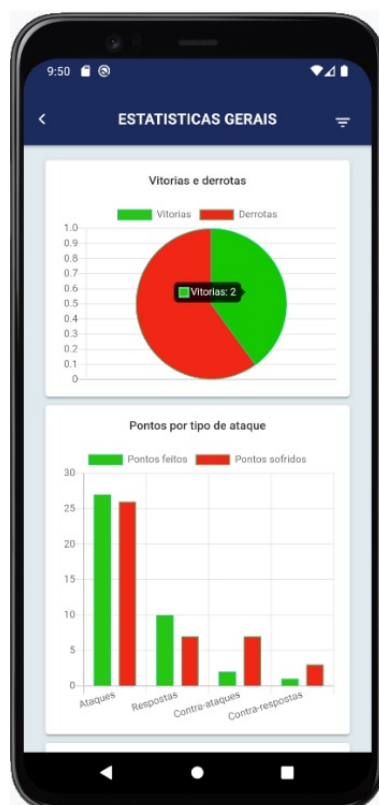 9:50
ESTATISTICAS GERAIS
Vitorias e derrotas
Vitorias Derrotas
1.0
0.9
0.8
0.7
0.6
Vitorias: 2
0.5
0.4
0.3
0.2
0.1
0
Pontos por tipo de ataque
Pontos feitos Pontos sofridos
30
25
20
15
10
5
0
Ataques Respostas Contra-ataques Contra-respostas